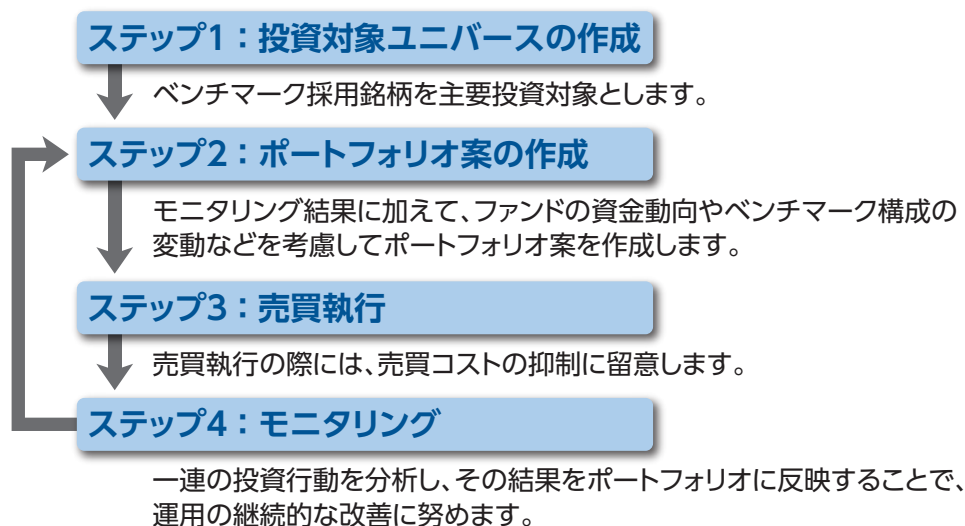 ステップ1：投資対象ユニバースの作成
ベンチマーク採用銘柄を主要投資対象とします。
ステップ2：ポートフォリオ案の作成
モニタリング結果に加えて、ファンドの資金動向やベンチマーク構成の
変動などを考慮してポートフォリオ案を作成します。
ステップ3：売買執行
売買執行の際には、売買コストの抑制に留意します。
ステップ4：モニタリング
一連の投資行動を分析し、その結果をポートフォリオに反映することで、
運用の継続的な改善に努めます。